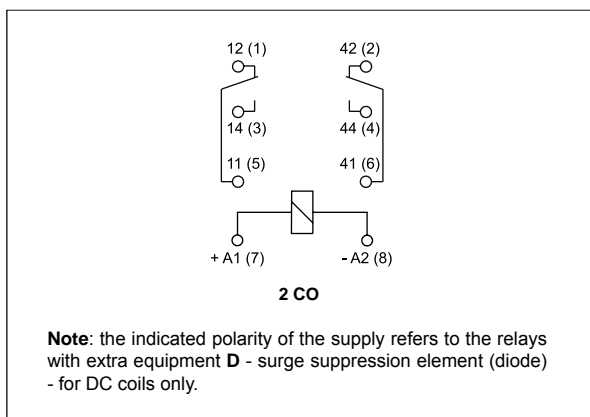 12 (1) 42 (2)
14 (3) 44 (4)
11 (5) 41 (6)
+ A1 (7) - A2 (8)
2 CO
Note: the indicated polarity of the supply refers to the relays
with extra equipment D - surge suppression element (diode)
- for DC coils only.